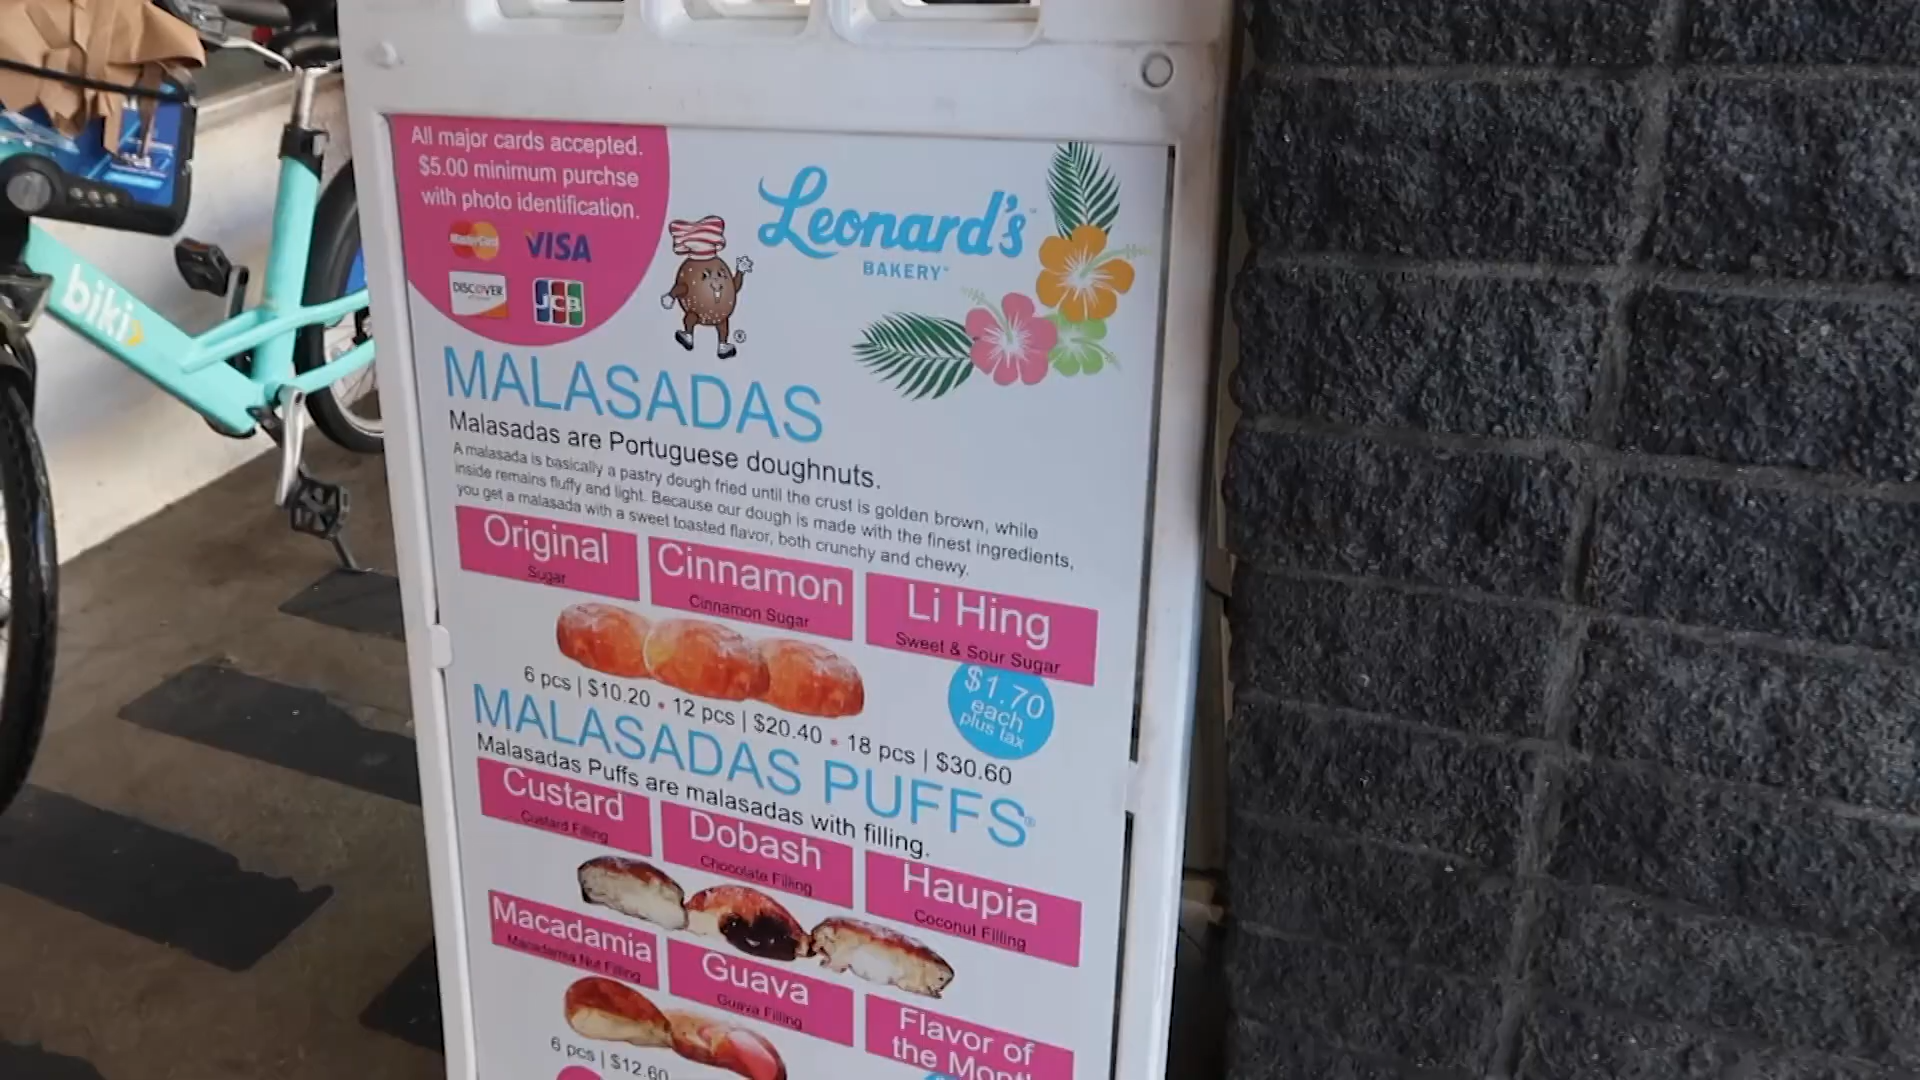 All major cards accepted.
$5.00 minimum purchse
with photo identification.
MasterCard
VISA
DISCOVER
JCB
Leonard's
BAKERY
biki
MALASADAS
Malasadas are Portuguese doughnuts.
A malasada is basically a pastry dough fried until the crust is golden brown, while
inside remains fluffy and light. Because our dough is made with the finest ingredients,
you get a malasada with a sweet toasted flavor, both crunchy and chewy.
Original
Sugar
Cinnamon
Cinnamon Sugar
Li Hing
Sweet & Sour Sugar
$1.70
each
plus tax
6 pcs | $10.20 • 12 pcs | $20.40 • 18 pcs | $30.60
MALASADAS PUFFS®
Malasadas Puffs are malasadas with filling.
Custard
Custard Filling
Dobash
Chocolate Filling
Haupia
Coconut Filling
Macadamia
Macadamia Nut Filling
Guava
Guava Filling
Flavor of
the Month
6 pcs | $12.60